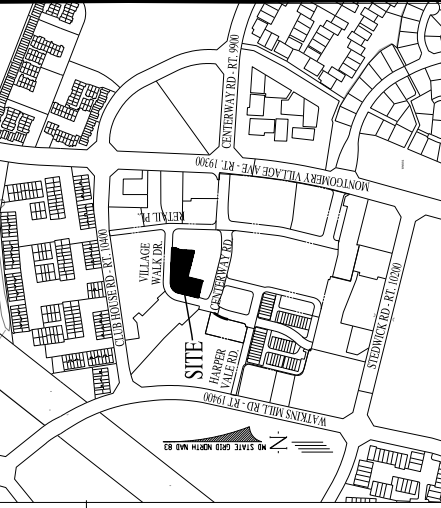 CENTERWAY RD - RT. 9900
MONTGOMERY VILLAGE AVE - RT. 19300
RETAIL PL.
CLUB HOUSE RD - RT. 10400
VILLAGE
WALK DR.
CENTERWAY RD
SITE
HARPER
VALE RD.
STEDWICK RD - RT. 10200
WATKINS MILL RD - RT 19400
N
MD STATE GRID NORTH NAD 83